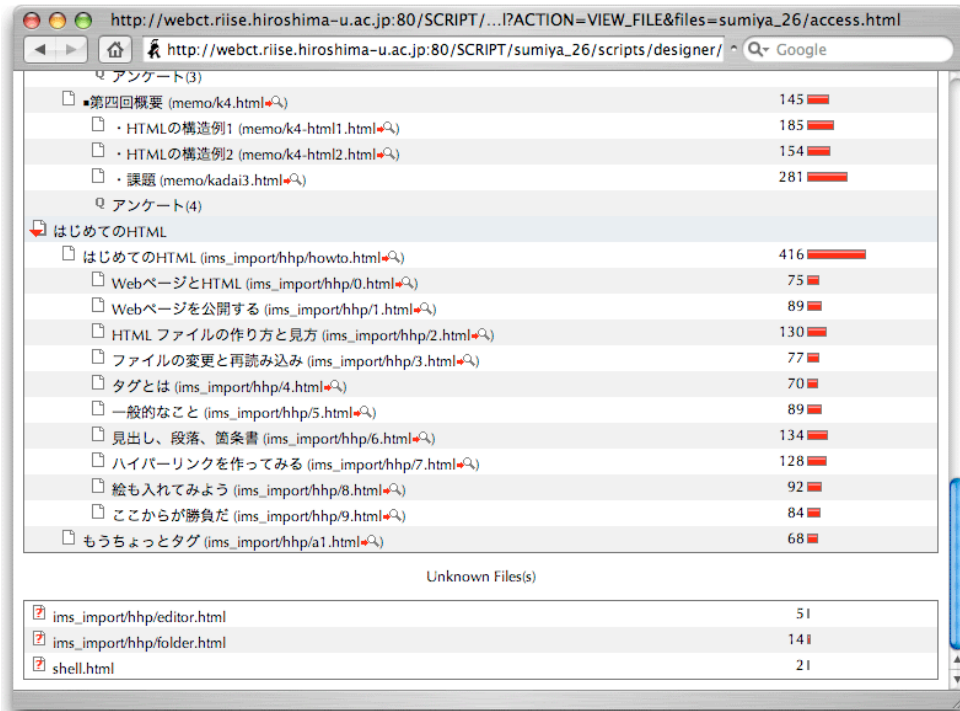 http://webct.riise.hiroshima-u.ac.jp:80/SCRIPT/...l?ACTION=VIEW_FILE&files=sumiya_26/access.html
http://webct.riise.hiroshima-u.ac.jp:80/SCRIPT/sumiya_26/scripts/designer/ Google
Q アンケート(3)
■第四回概要 (memo/k4.html) 145
・HTMLの構造例1 (memo/k4-html1.html) 185
・HTMLの構造例2 (memo/k4-html2.html) 154
・課題 (memo/kadai3.html) 281
Q アンケート(4)
はじめてのHTML
はじめてのHTML (ims_import/hhp/howto.html) 416
WebページとHTML (ims_import/hhp/0.html) 75
Webページを公開する (ims_import/hhp/1.html) 89
HTML ファイルの作り方と見方 (ims_import/hhp/2.html) 130
ファイルの変更と再読み込み (ims_import/hhp/3.html) 77
タグとは (ims_import/hhp/4.html) 70
一般的なこと (ims_import/hhp/5.html) 89
見出し、段落、箇条書 (ims_import/hhp/6.html) 134
ハイパーリンクを作ってみる (ims_import/hhp/7.html) 128
絵も入れてみよう (ims_import/hhp/8.html) 92
ここからが勝負だ (ims_import/hhp/9.html) 84
もうちょっとタグ (ims_import/hhp/a1.html) 68
Unknown Files(s)
? ims_import/hhp/editor.html 5
? ims_import/hhp/folder.html 14
? shell.html 2